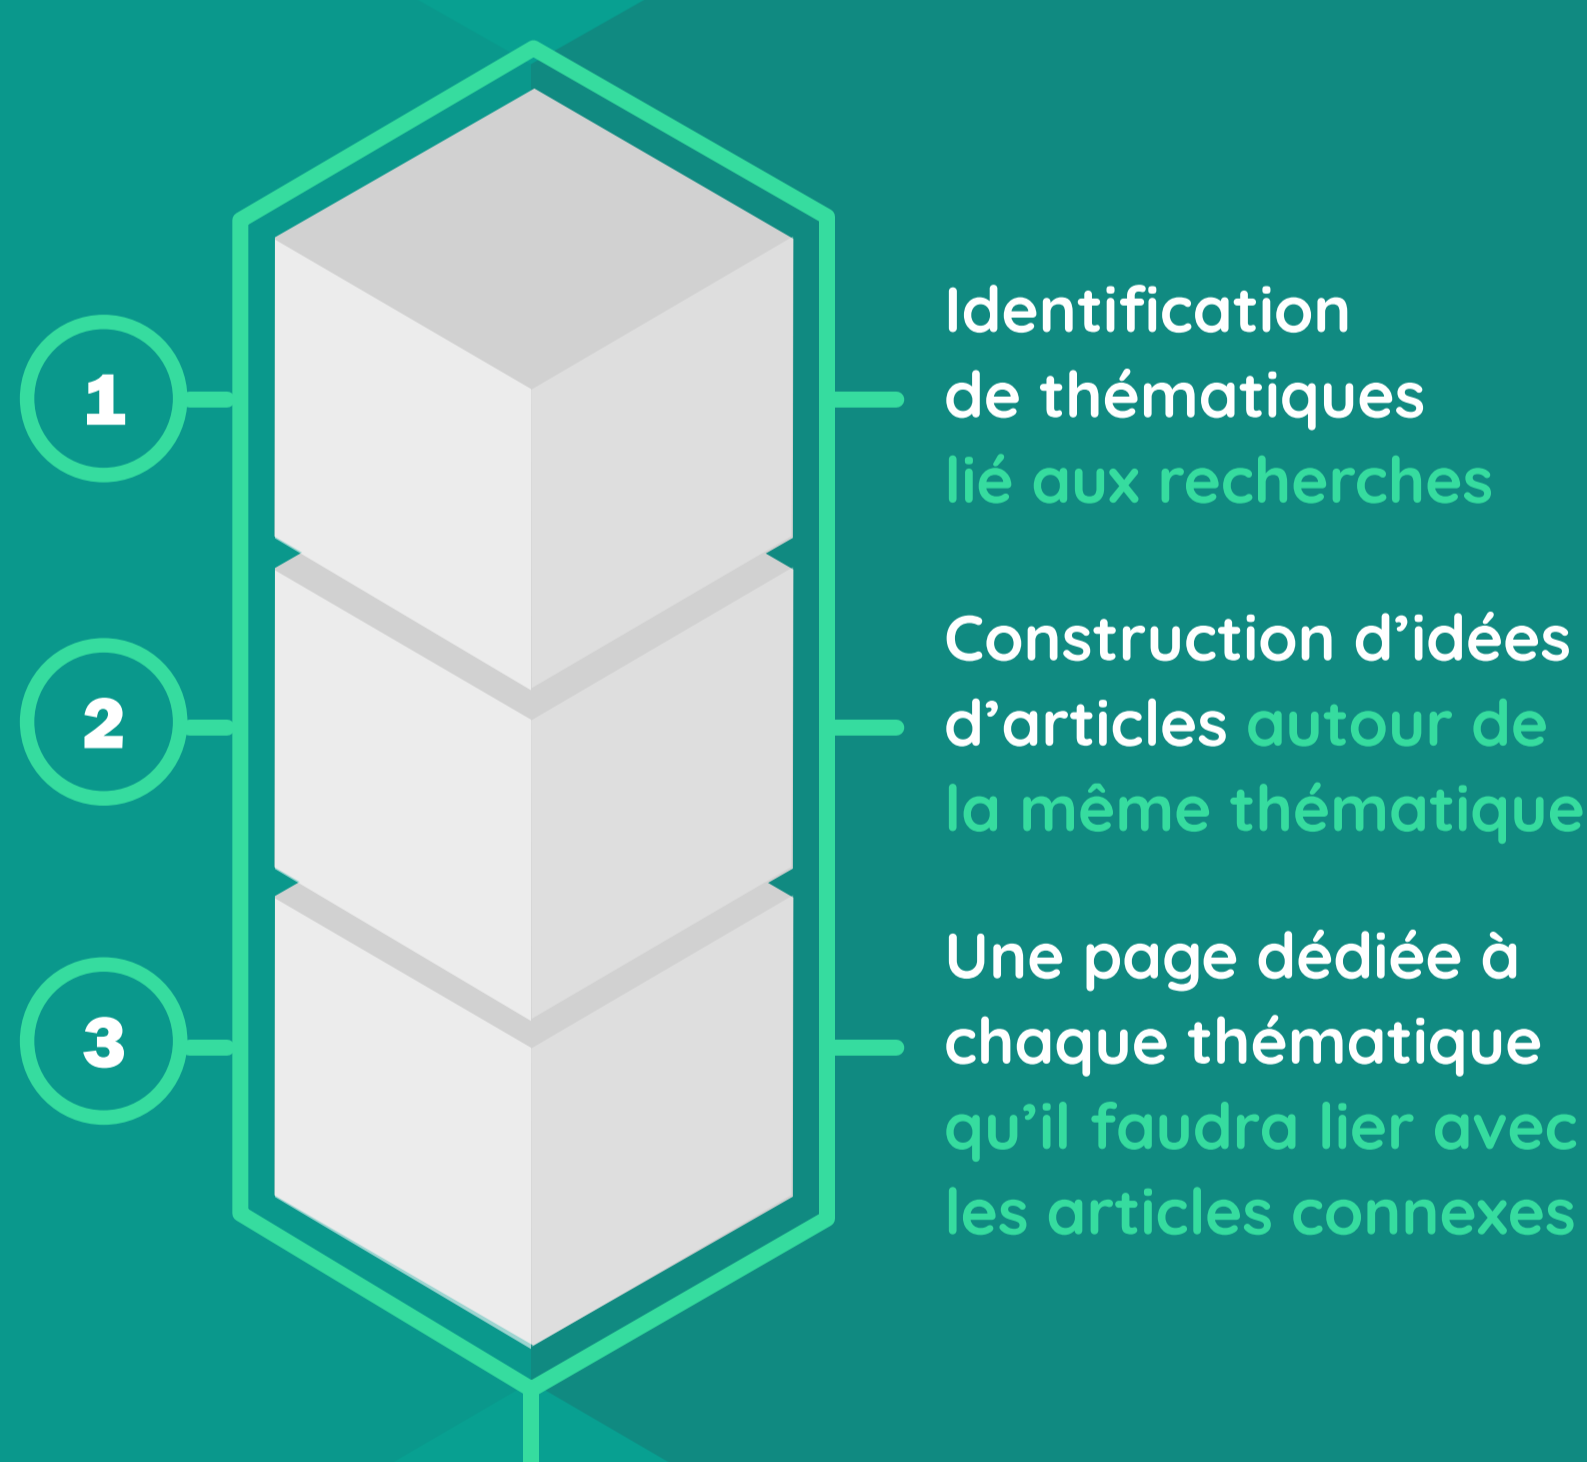 1
Identification
de thématiques
lié aux recherches
2
Construction d’idées
d’articles autour de
la même thématique
3
Une page dédiée à
chaque thématique
qu’il faudra lier avec
les articles connexes